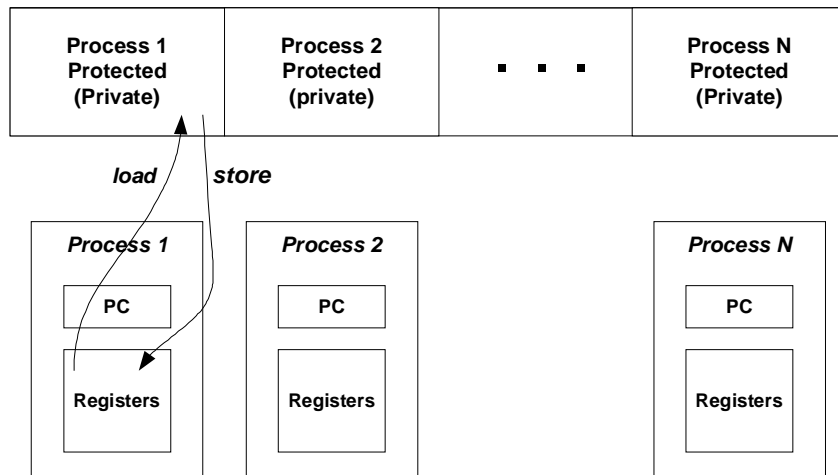 Process 1
Protected
(Private)
Process 2
Protected
(private)
Process N
Protected
(Private)
load
store
Process 1
PC
Registers
Process 2
PC
Registers
Process N
PC
Registers